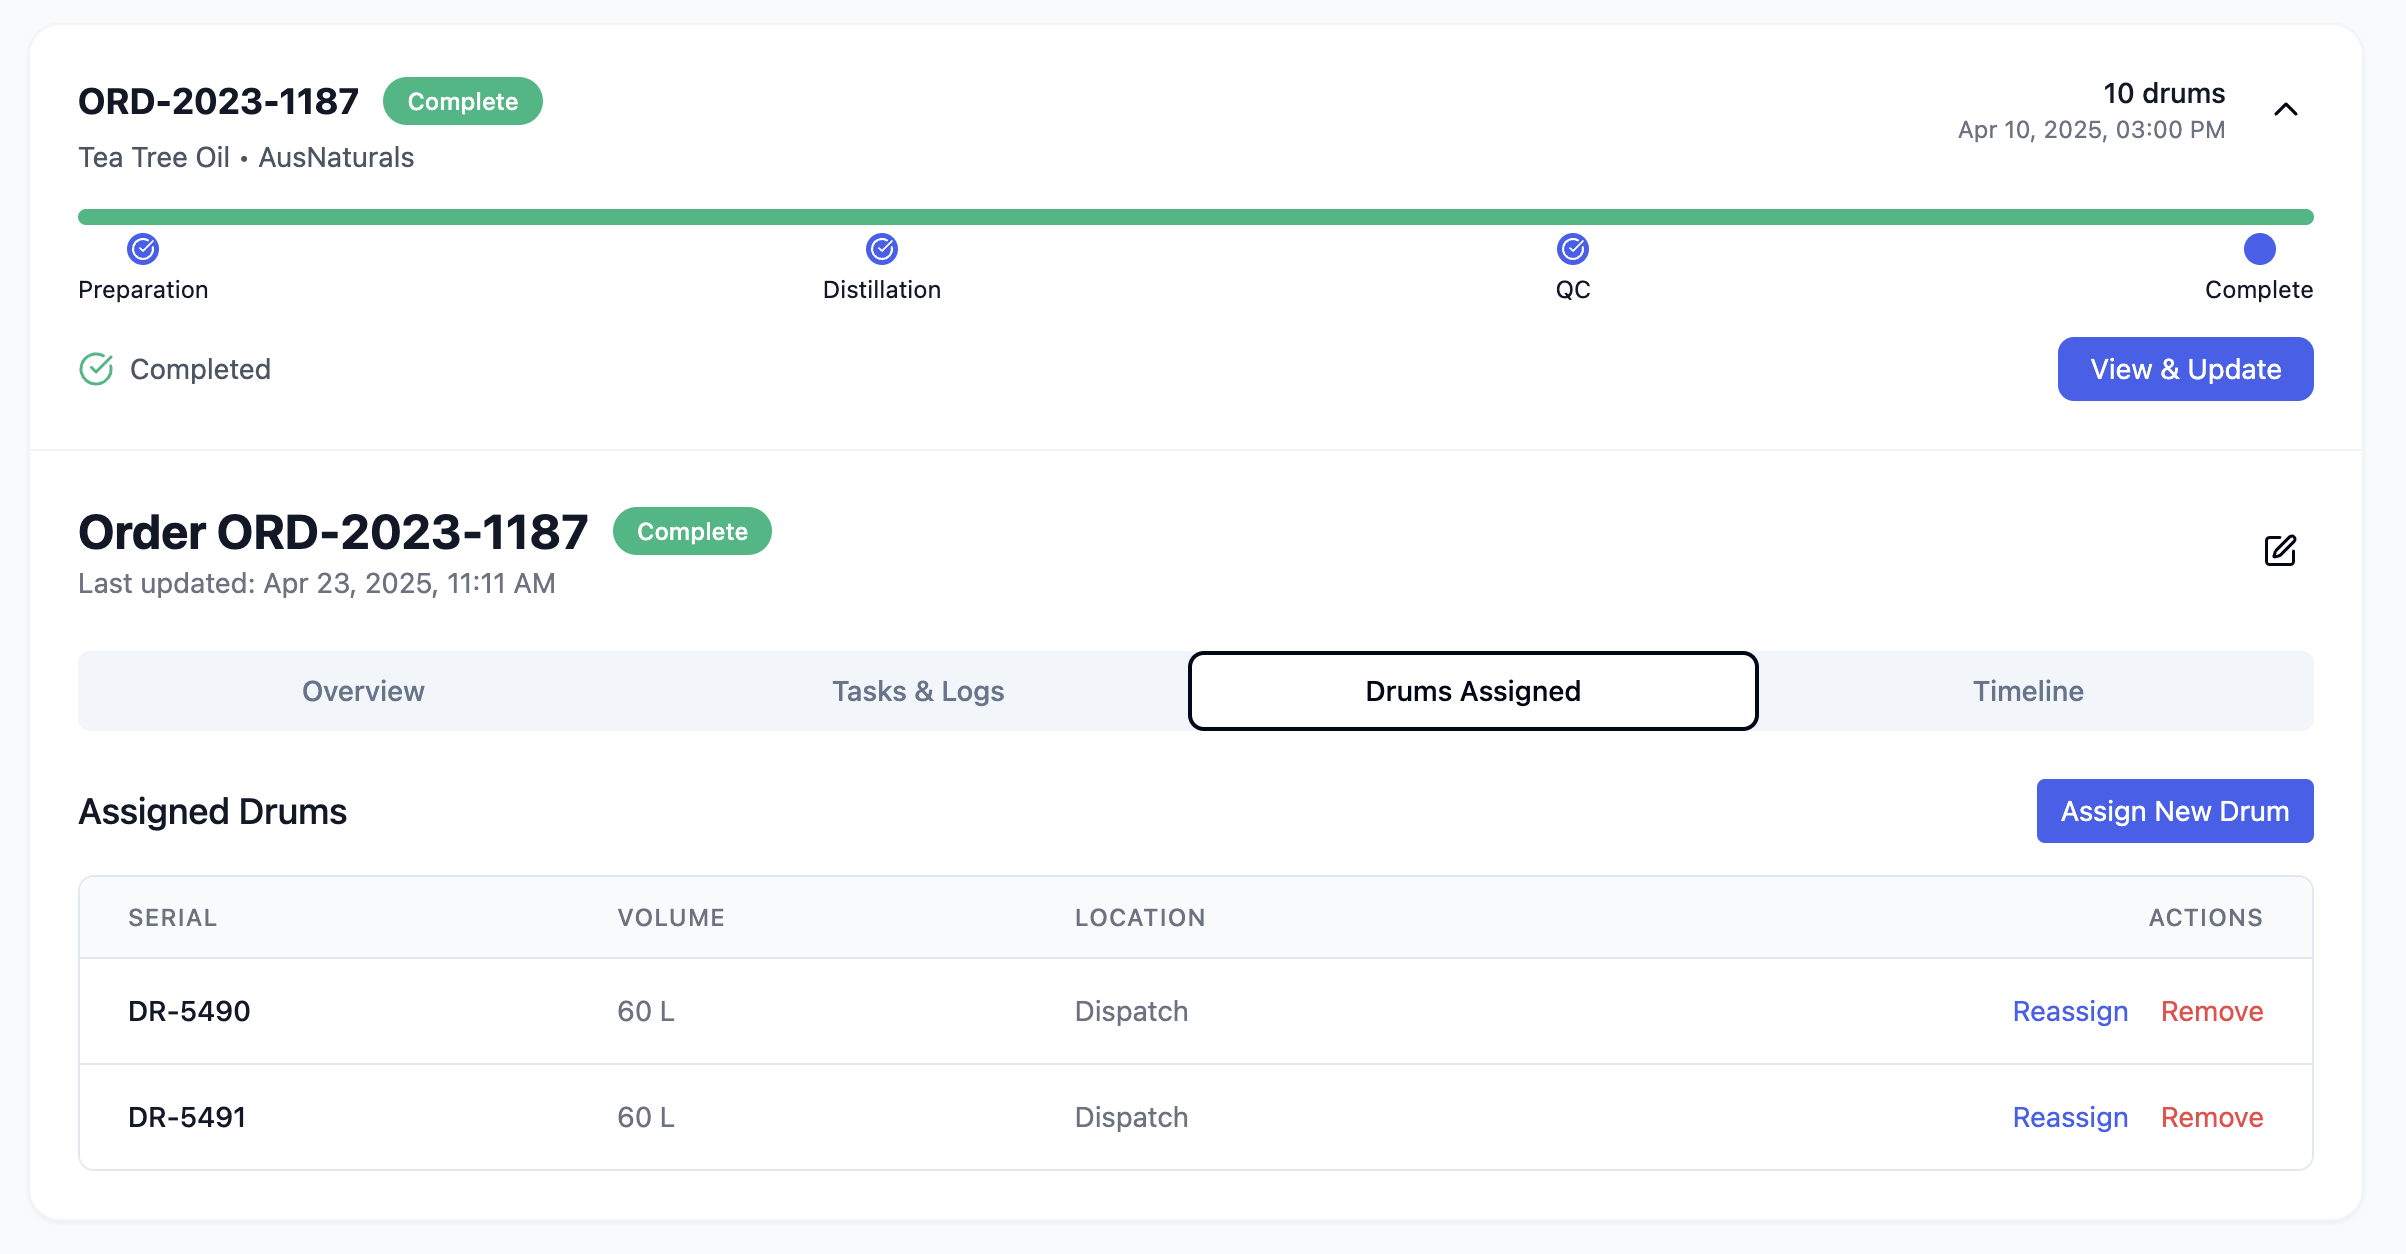 ORD-2023-1187 Complete
10 drums
Apr 10, 2025, 03:00 PM
Tea Tree Oil • AusNaturals
Preparation Distillation QC Complete
Completed View & Update
Order ORD-2023-1187 Complete
Last updated: Apr 23, 2025, 11:11 AM
Overview Tasks & Logs Drums Assigned Timeline
Assigned Drums Assign New Drum
SERIAL VOLUME LOCATION ACTIONS
DR-5490 60 L Dispatch Reassign Remove
DR-5491 60 L Dispatch Reassign Remove